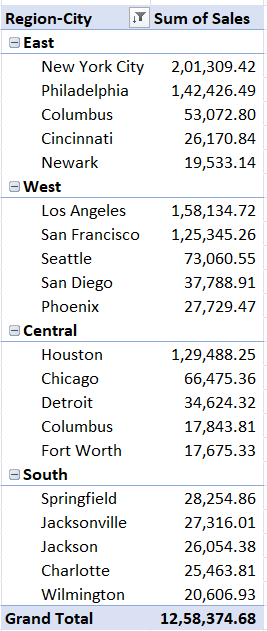 Region-City Sum of Sales
East
New York City 2,01,309.42
Philadelphia 1,42,426.49
Columbus 53,072.80
Cincinnati 26,170.84
Newark 19,533.14
West
Los Angeles 1,58,134.72
San Francisco 1,25,345.26
Seattle 73,060.55
San Diego 37,788.91
Phoenix 27,729.47
Central
Houston 1,29,488.25
Chicago 66,475.36
Detroit 34,624.32
Columbus 17,843.81
Fort Worth 17,675.33
South
Springfield 28,254.86
Jacksonville 27,316.01
Jackson 26,054.38
Charlotte 25,463.81
Wilmington 20,606.93
Grand Total 12,58,374.68